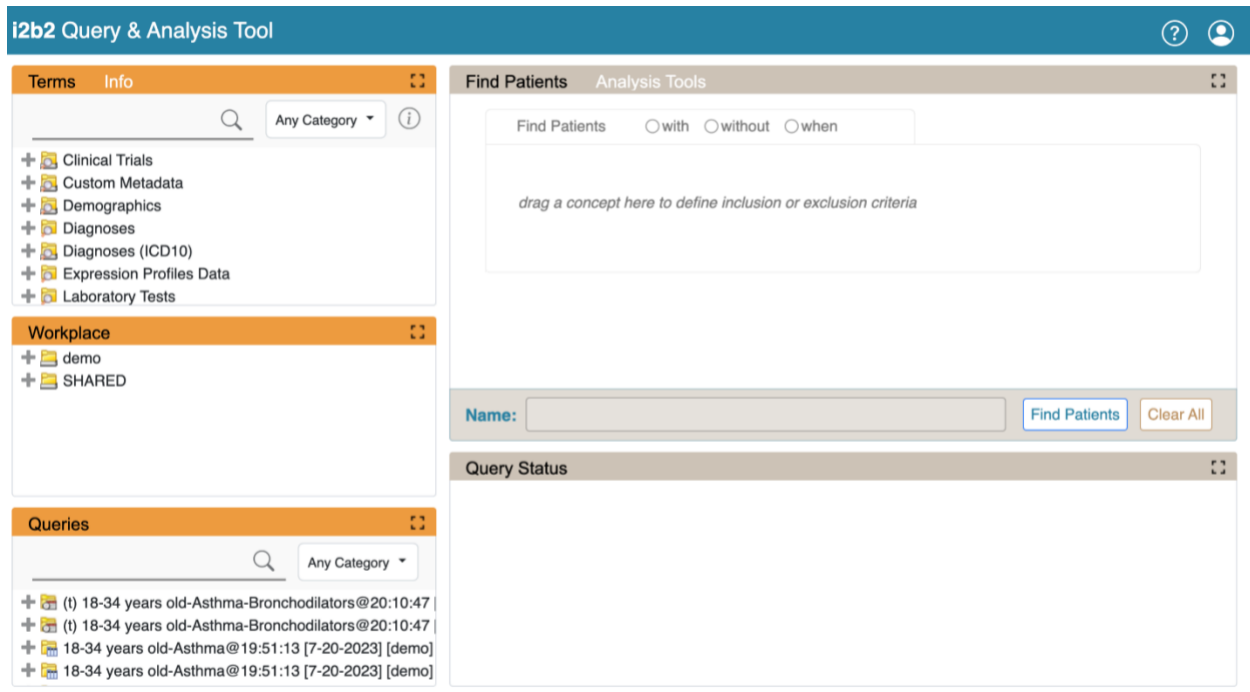 i2b2 Query & Analysis Tool
?
Terms Info
Any Category
i
Clinical Trials
Custom Metadata
Demographics
Diagnoses
Diagnoses (ICD10)
Expression Profiles Data
Laboratory Tests
Workplace
demo
SHARED
Queries
Any Category
(t) 18-34 years old-Asthma-Bronchodilators@20:10:47 [
(t) 18-34 years old-Asthma-Bronchodilators@20:10:47 [
18-34 years old-Asthma@19:51:13 [7-20-2023] [demo]
18-34 years old-Asthma@19:51:13 [7-20-2023] [demo]
Find Patients Analysis Tools
Find Patients with without when
drag a concept here to define inclusion or exclusion criteria
Name: Find Patients Clear All
Query Status